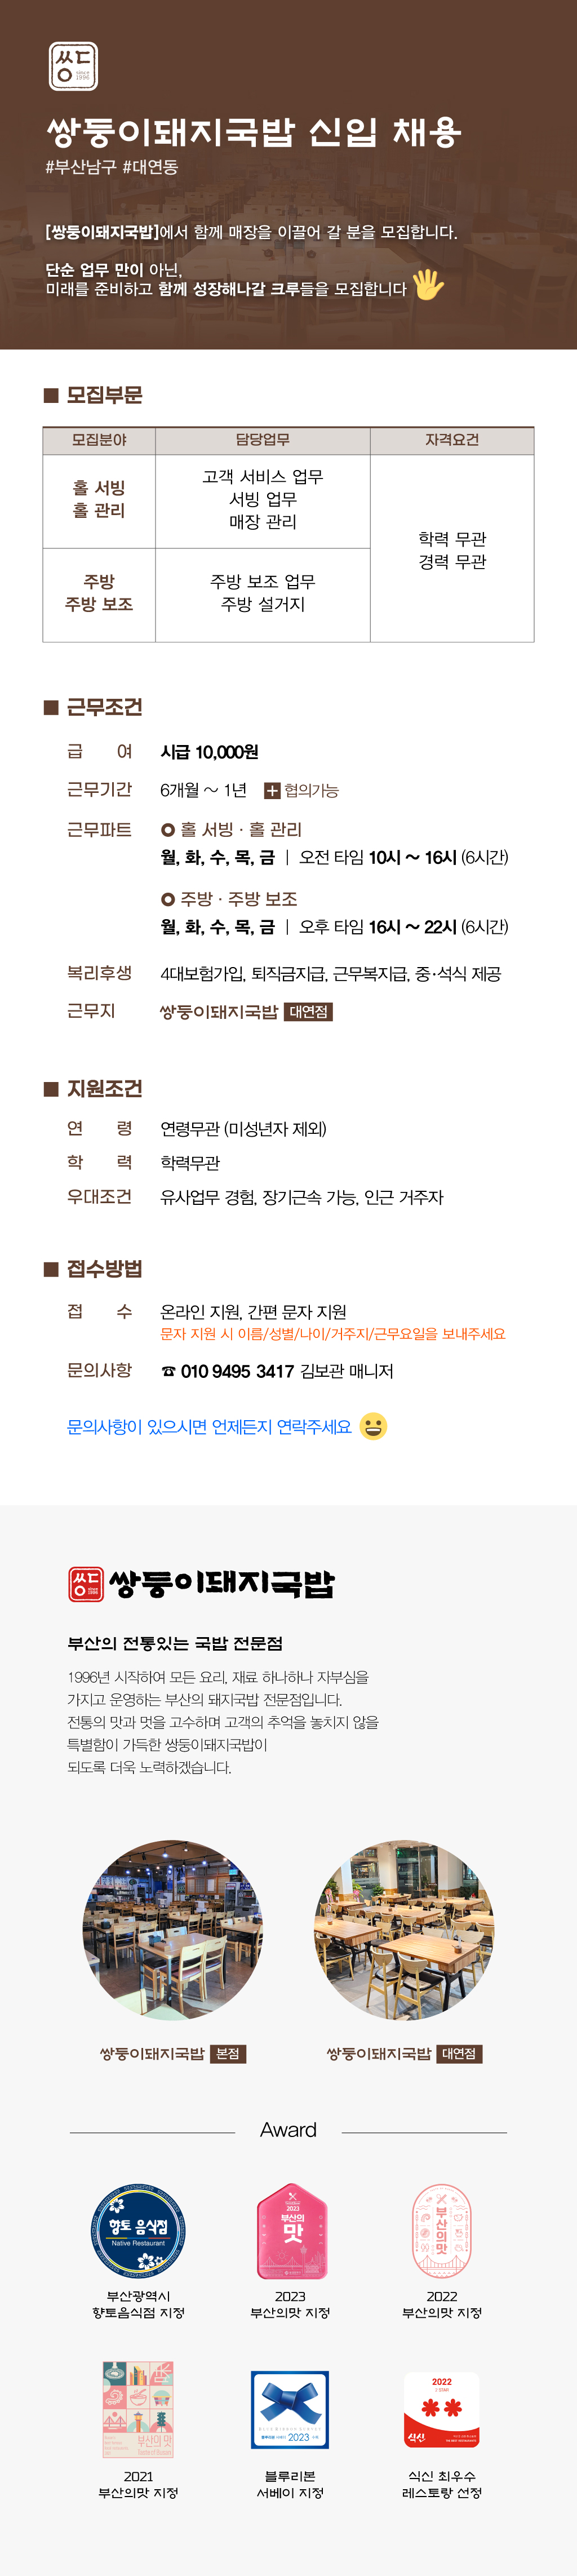 쌍둥
since
1996
쌍둥이돼지국밥 신입 채용
#부산남구 #대연동
[쌍둥이돼지국밥]에서 함께 매장을 이끌어 갈 분을 모집합니다.
단순 업무 만이 아닌,
미래를 준비하고 함께 성장해나갈 크루들을 모집합니다
■ 모집부문
모집분야 담당업무 자격요건
홀 서빙
홀 관리
고객 서비스 업무
서빙 업무
매장 관리
학력 무관
경력 무관
주방
주방 보조
주방 보조 업무
주방 설거지
■ 근무조건
급 여 시급 10,000원
근무기간 6개월 ~ 1년 + 협의가능
근무파트 홀 서빙 · 홀 관리
월, 화, 수, 목, 금 | 오전 타임 10시 ~ 16시 (6시간)
주방 · 주방 보조
월, 화, 수, 목, 금 | 오후 타임 16시 ~ 22시 (6시간)
복리후생 4대보험가입, 퇴직금지급, 근무복지급, 중·석식 제공
근무지 쌍둥이돼지국밥 대연점
■ 지원조건
연 령 연령무관 (미성년자 제외)
학 력 학력무관
우대조건 유사업무 경험, 장기근속 가능, 인근 거주자
■ 접수방법
접 수 온라인 지원, 간편 문자 지원
문자 지원 시 이름/성별/나이/거주지/근무요일을 보내주세요
문의사항 ☎ 010 9495 3417 김보관 매니저
문의사항이 있으시면 언제든지 연락주세요
쌍둥이돼지국밥
부산의 전통있는 국밥 전문점
1996년 시작하여 모든 요리, 재료 하나하나 자부심을
가지고 운영하는 부산의 돼지국밥 전문점입니다.
전통의 맛과 멋을 고수하며 고객의 추억을 놓치지 않을
특별함이 가득한 쌍둥이돼지국밥이
되도록 더욱 노력하겠습니다.
쌍둥이돼지국밥 본점
쌍둥이돼지국밥 대연점
Award
향토 음식점
Native Restaurant
2023
부산의
맛
부산의맛
부산광역시
향토음식점 지정
2023
부산의맛 지정
2022
부산의맛 지정
부산의맛
Taste of Busan
BLUE RIBBON SURVEY
2023
2022
식신
2021
부산의맛 지정
블루리본
서베이 지정
식신 최우수
레스토랑 선정